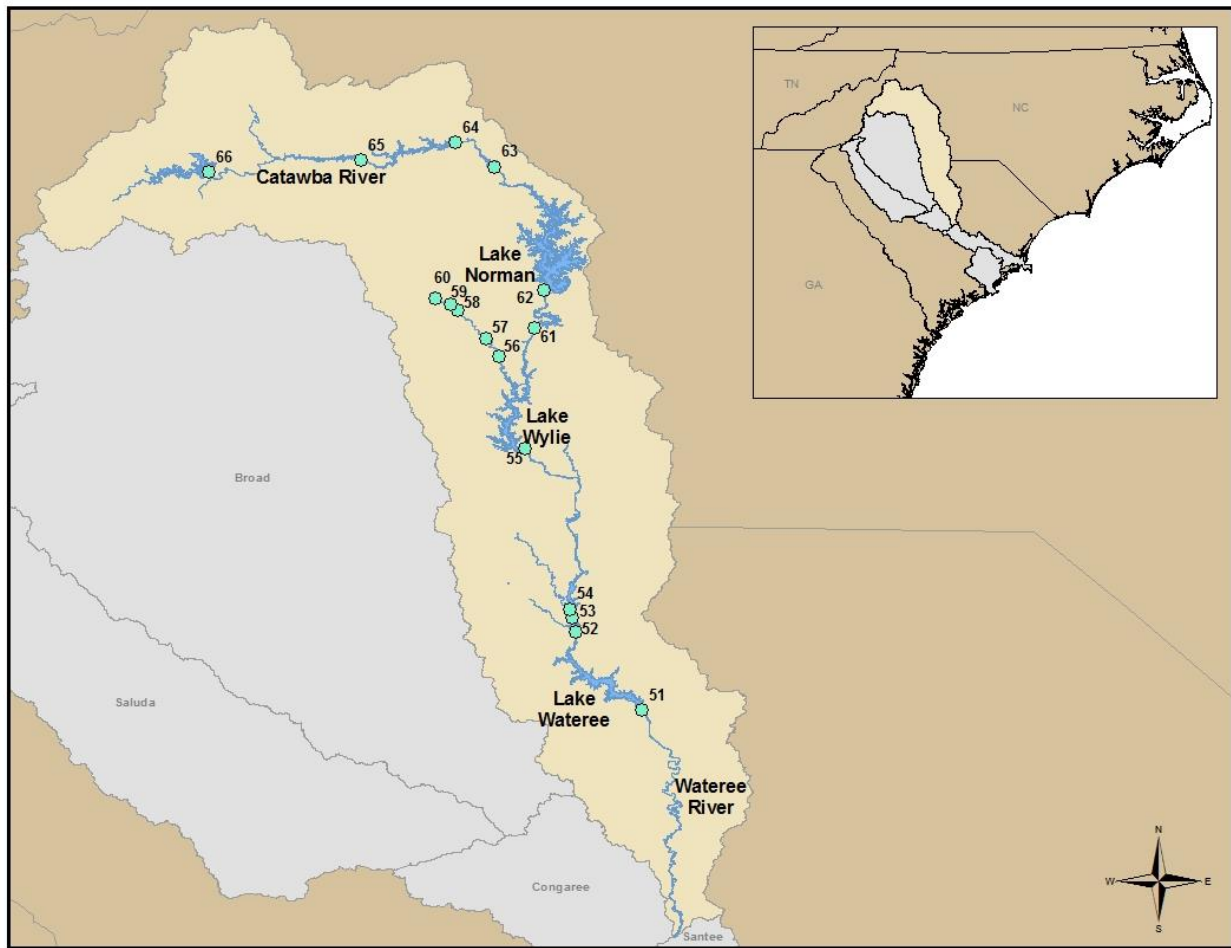 TN
NC
GA
64
65
63
66
Catawba River
Lake
Norman
60
59
58
62
57
61
56
Lake
Wylie
55
Broad
54
53
52
51
Lake
Wateree
Saluda
Wateree
River
Congaree
Santee
N
W
E
S